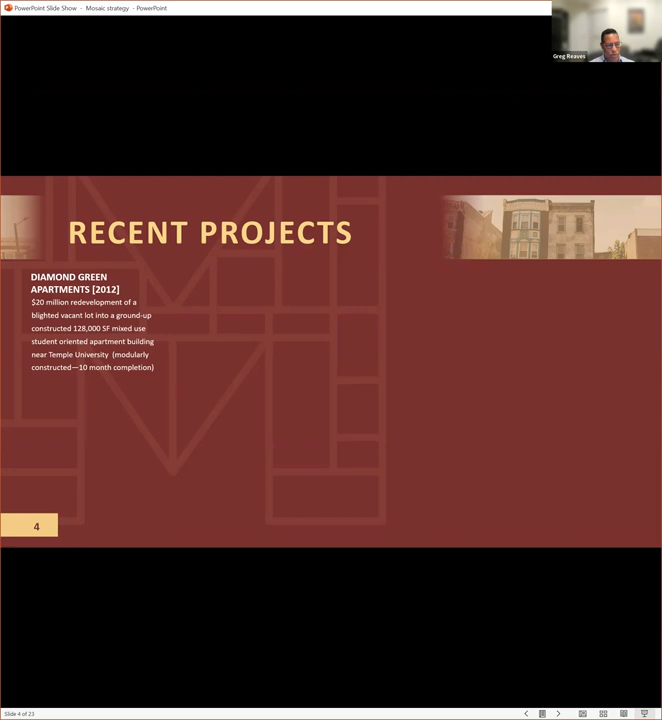 PowerPoint Slide Show - Mosaic strategy - PowerPoint
Greg Reaves
RECENT PROJECTS
DIAMOND GREEN
APARTMENTS [2012]
$20 million redevelopment of a
blighted vacant lot into a ground-up
constructed 128,000 SF mixed use
student oriented apartment building
near Temple University (modularly
constructed—10 month completion)
4
Slide 4 of 23